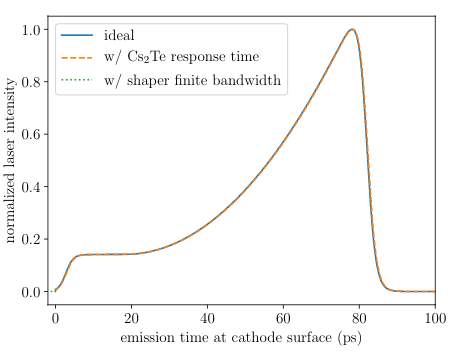 ideal
w/ Cs₂Te response time
w/ shaper finite bandwidth
normalized laser intensity
1.0
0.8
0.6
0.4
0.2
0.0
0 20 40 60 80 100
emission time at cathode surface (ps)